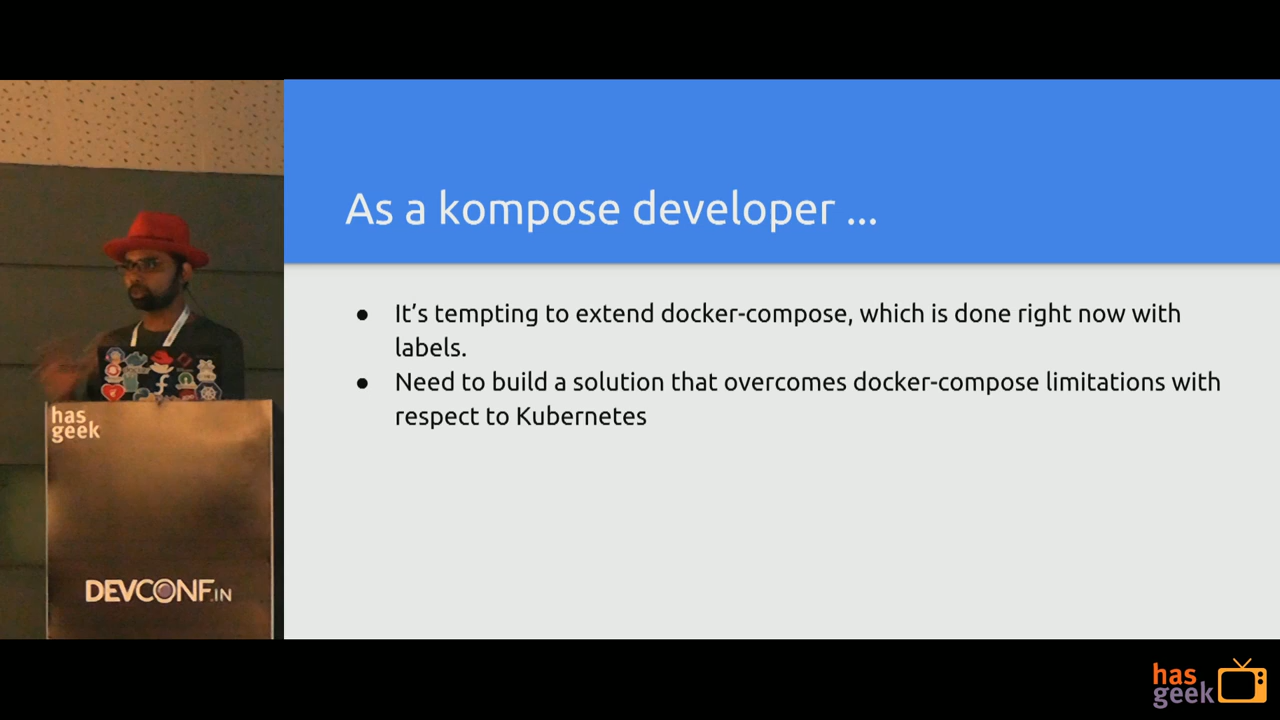 As a kompose developer ...
● It’s tempting to extend docker-compose, which is done right now with
labels.
● Need to build a solution that overcomes docker-compose limitations with
respect to Kubernetes
has
geek
DEVCONF.IN
has
geek